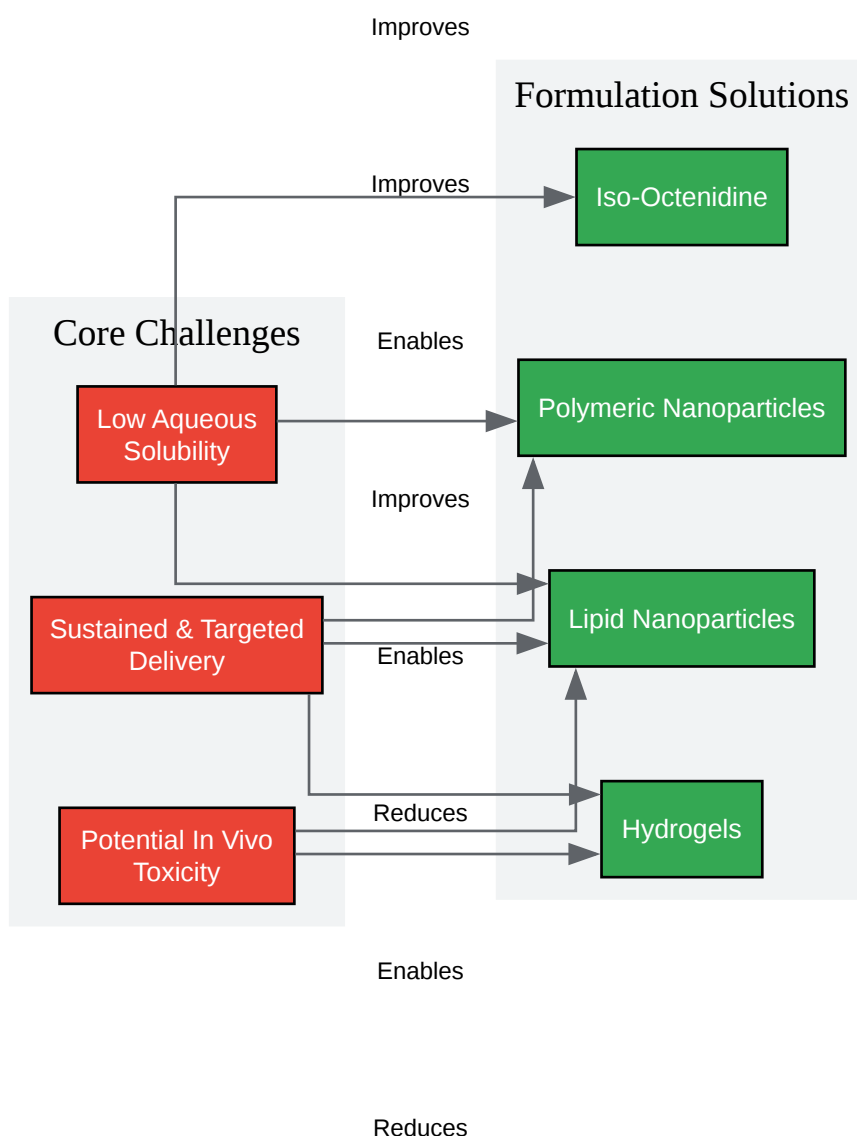 Improves
Formulation Solutions
Improves
Iso-Octenidine
Core Challenges
Enables
Low Aqueous
Solubility
Polymeric Nanoparticles
Improves
Sustained & Targeted
Delivery
Enables
Lipid Nanoparticles
Potential In Vivo
Toxicity
Reduces
Hydrogels
Enables
Reduces